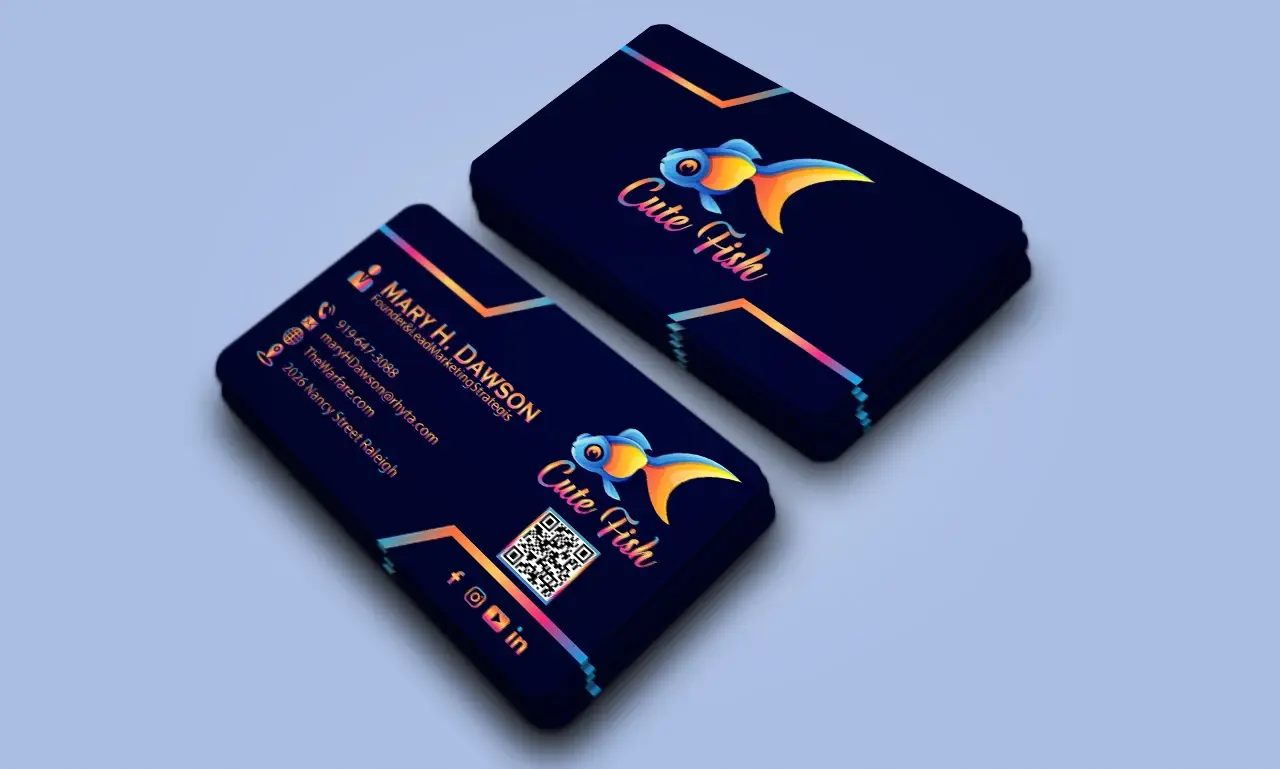 Cute Fish
MARY H. DAWSON
Founder&LeadMarketingStrategis
919-647-3088
maryHDawson@rhyta.com
TheWarfare.com
2026 Nancy Street Raleigh
Cute Fish
f
in